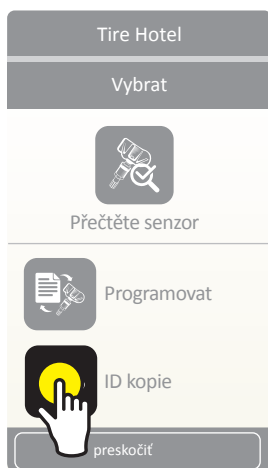 Tire Hotel
Vybrat
Přečtěte senzor
Programovat
ID kopie
preskočiť